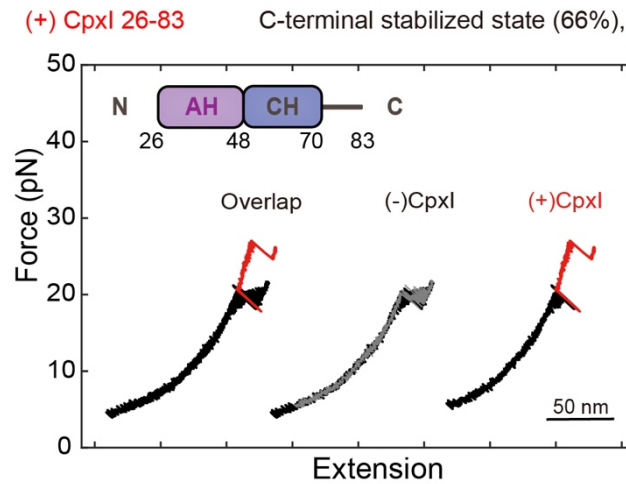 (+) CpxI 26-83 C-terminal stabilized state (66%),
50
N AH CH C
26 48 70 83
40
Overlap (-)CpxI (+)CpxI
30
Force (pN)
20
10
50 nm
0
Extension